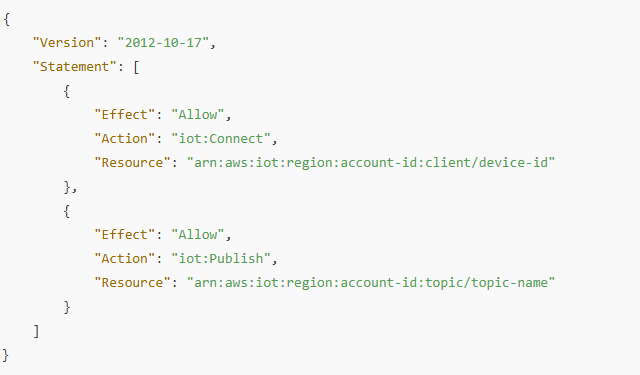 {
    "Version": "2012-10-17",
    "Statement": [
        {
            "Effect": "Allow",
            "Action": "iot:Connect",
            "Resource": "arn:aws:iot:region:account-id:client/device-id"
        },
        {
            "Effect": "Allow",
            "Action": "iot:Publish",
            "Resource": "arn:aws:iot:region:account-id:topic/topic-name"
        }
    ]
}